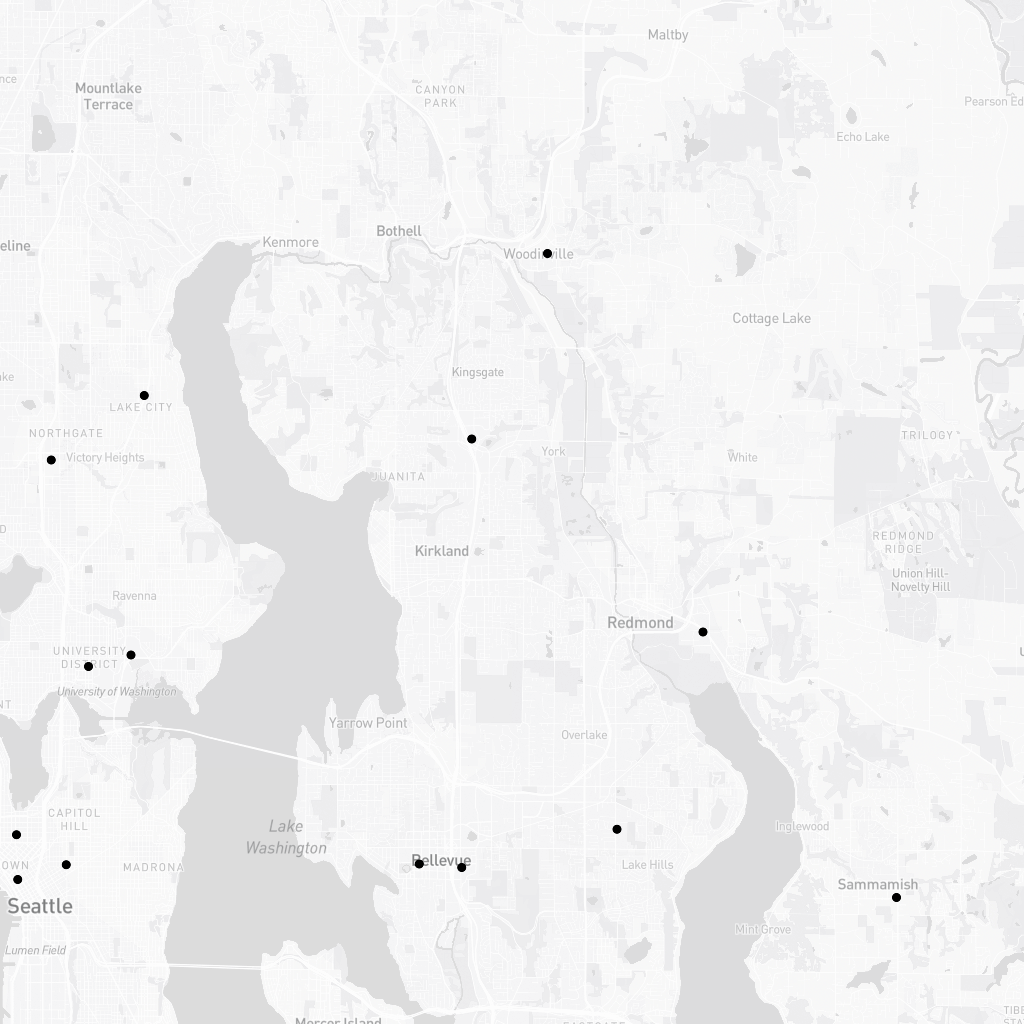 Maltby
nce
Mountlake
Terrace
CANYON
PARK
Pearson Ed
Echo Lake
Bothell
Kenmore
eline
Woodinville
Cottage Lake
Kingsgate
ake
LAKE CITY
NORTHGATE
Victory Heights
York
White
TRILOGY
JUANITA
D
REDMOND
RIDGE
Kirkland
Union Hill-
Novelty Hill
Ravenna
Redmond
UNIVERSITY
DISTRICT
University of Washington
NT
Yarrow Point
Overlake
CAPITOL
HILL
Lake
Washington
Inglewood
OWN
MADRONA
Bellevue
Lake Hills
Sammamish
Seattle
Mint Grove
Lumen Field
Mercer Island
EASTGATE
TIBE
STA